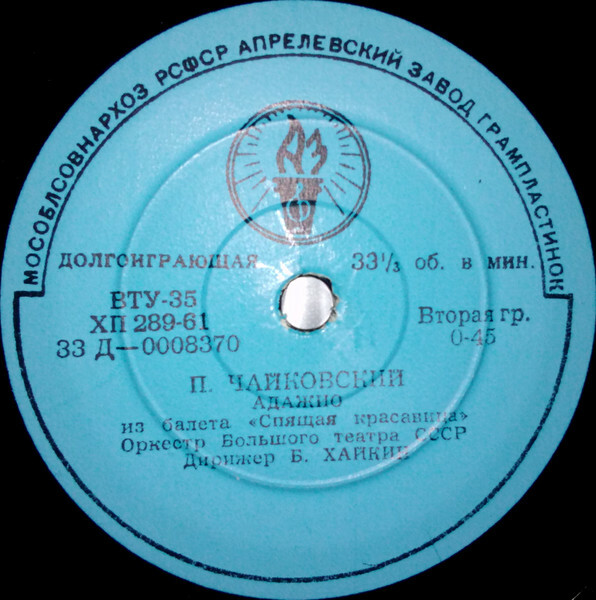 МОСОБЛСОВНАРХОЗ РСФСР АПРЕЛЕВСКИЙ ЗАВОД ГРАМПЛАСТИНОК
АЗ
ДОЛГОИГРАЮЩАЯ 33⅓ об. в мин.
ВТУ-35
ХП 289-61
33 Д—0008370
Вторая гр.
0-45
П. ЧАЙКОВСКИЙ
АДАЖИО
из балета «Спящая красавица»
Оркестр Большого театра СССР
Дирижер Б. ХАЙКИН